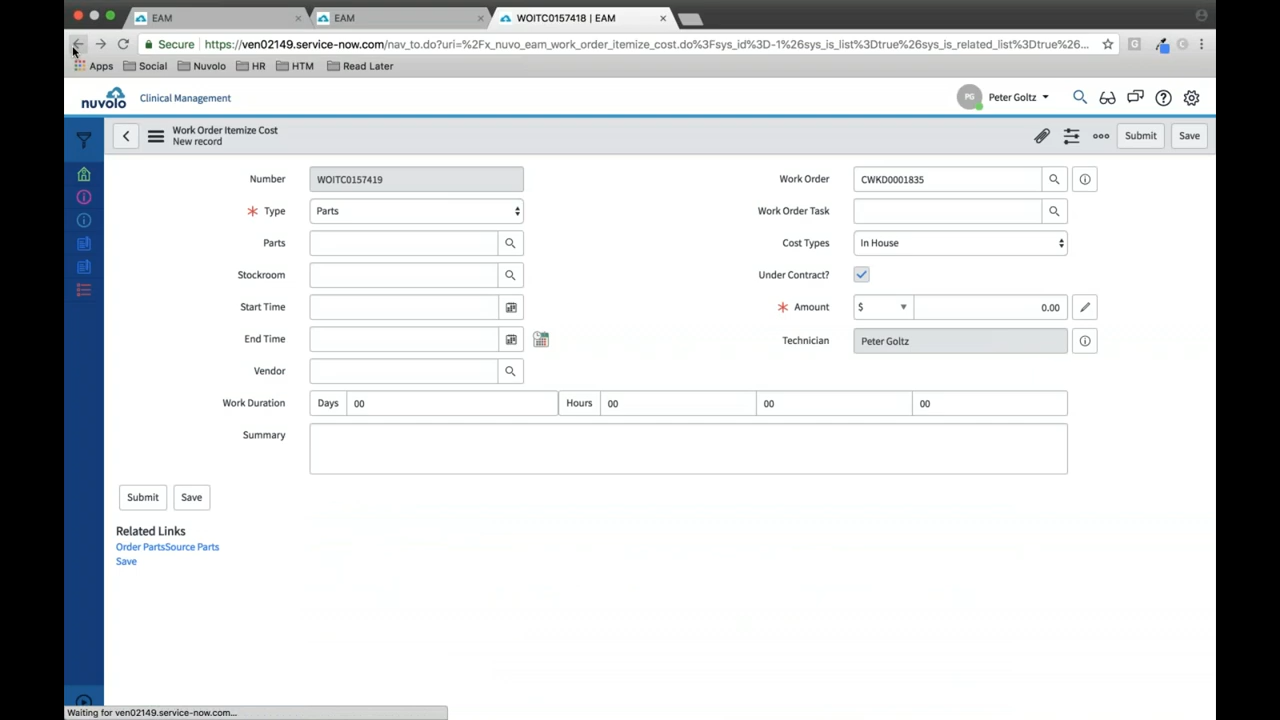 EAM
EAM
WOITC0157418 | EAM
Secure
https://ven02149.service-now.com/nav_to.do?uri=%2Fx_nuvo_eam_work_order_itemize_cost.do%3Fsys_id%3D-1%26sys_is_list%3Dtrue%26sys_is_related_list%3Dtrue%26...
Apps
Social
Nuvolo
HR
HTM
Read Later
nuvolo
Clinical Management
PG
Peter Goltz
Work Order Itemize Cost
New record
Submit
Save
Number
WOITC0157419
Work Order
CWKD0001835
* Type
Parts
Work Order Task
Parts
Cost Types
In House
Stockroom
Under Contract?
Start Time
* Amount
$
0.00
End Time
Technician
Peter Goltz
Vendor
Work Duration
Days
00
Hours
00
00
00
Summary
Submit
Save
Related Links
Order PartsSource Parts
Save
Waiting for ven02149.service-now.com...